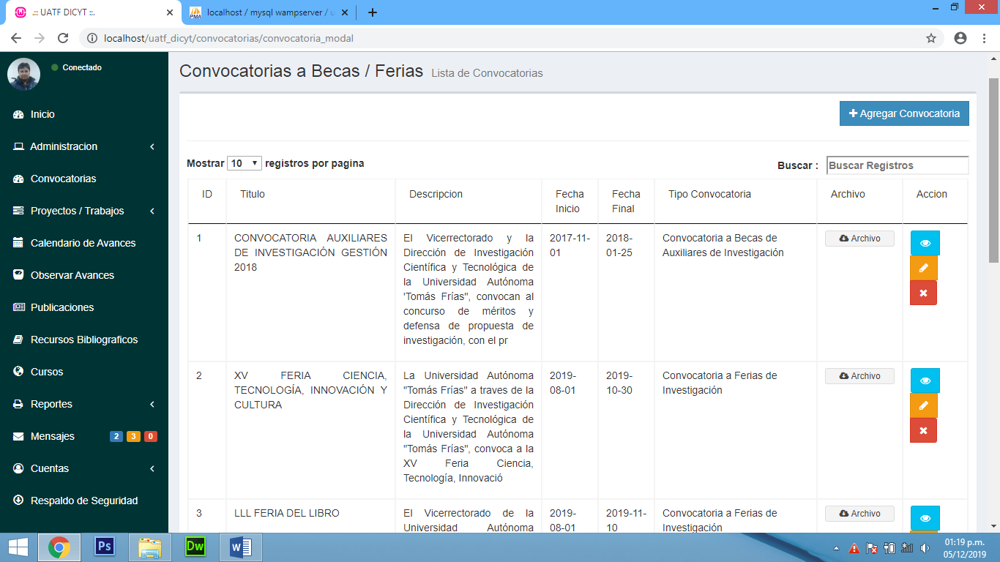 .:: UATF DICYT ::.
localhost / mysql wampserver / u
localhost/uatf_dicyt/convocatorias/convocatoria_modal
Conectado
Inicio
Administracion
Convocatorias
Proyectos / Trabajos
Calendario de Avances
Observar Avances
Publicaciones
Recursos Bibliograficos
Cursos
Reportes
Mensajes 2 3 0
Cuentas
Respaldo de Seguridad
Convocatorias a Becas / Ferias Lista de Convocatorias
Agregar Convocatoria
Mostrar 10 registros por pagina
Buscar : Buscar Registros
ID Titulo Descripcion Fecha Inicio Fecha Final Tipo Convocatoria Archivo Accion
1
CONVOCATORIA AUXILIARES
DE INVESTIGACIÓN GESTIÓN
2018
El Vicerrectorado y la
Dirección de Investigación
Científica y Tecnológica de
la Universidad Autónoma
'Tomás Frías", convocan al
concurso de méritos y
defensa de propuesta de
investigación, con el pr
2017-11-
01
2018-
01-25
Convocatoria a Becas de
Auxiliares de Investigación
Archivo
2
XV FERIA CIENCIA,
TECNOLOGÍA, INNOVACIÓN Y
CULTURA
La Universidad Autónoma
"Tomás Frías" a traves de la
Dirección de Investigación
Científica y Tecnológica de
la Universidad Autónoma
"Tomás Frías", convoca a la
XV Feria Ciencia,
Tecnología, Innovació
2019-
08-01
2019-
10-30
Convocatoria a Ferias de
Investigación
Archivo
3
LLL FERIA DEL LIBRO
El Vicerrectorado de la
Universidad Autónoma
2019-
08-01
2019-11-
10
Convocatoria a Ferias de
Investigación
Archivo
Ps
Dw
W
01:19 p.m.
05/12/2019